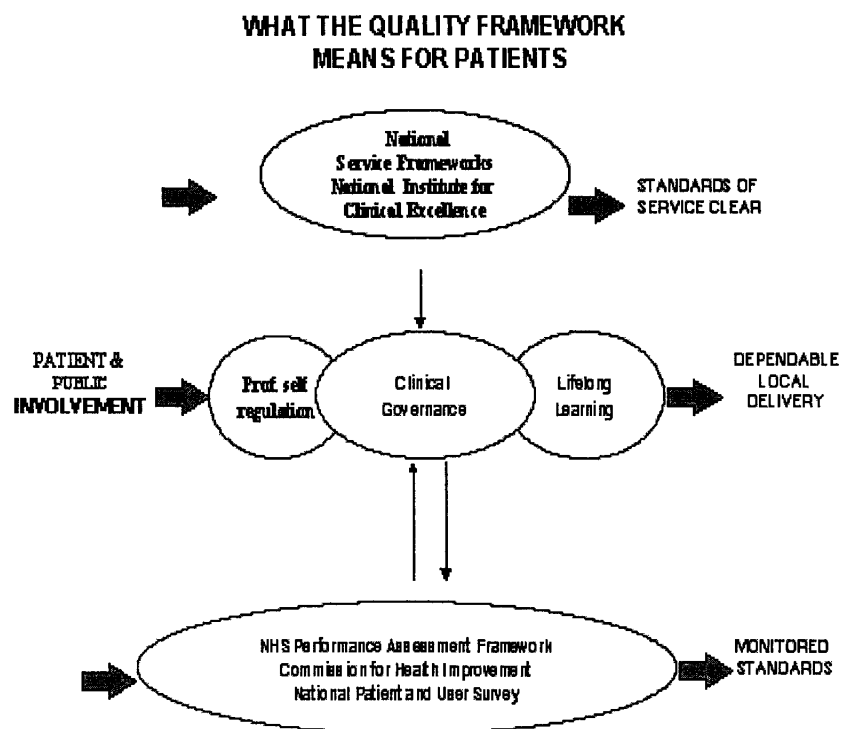 WHAT THE QUALITY FRAMEWORK
MEANS FOR PATIENTS
National
Service Frameworks
National Institute for
Clinical Excellence
STANDARDS OF
SERVICE CLEAR
PATIENT &
PUBLIC
INVOLVEMENT
Prof. self
regulation
Clinical
Governance
Lifelong
Learning
DEPENDABLE
LOCAL
DELIVERY
NHS Performance Assessment Framework
Commission for Health Improvement
National Patient and User Survey
MONITORED
STANDARDS